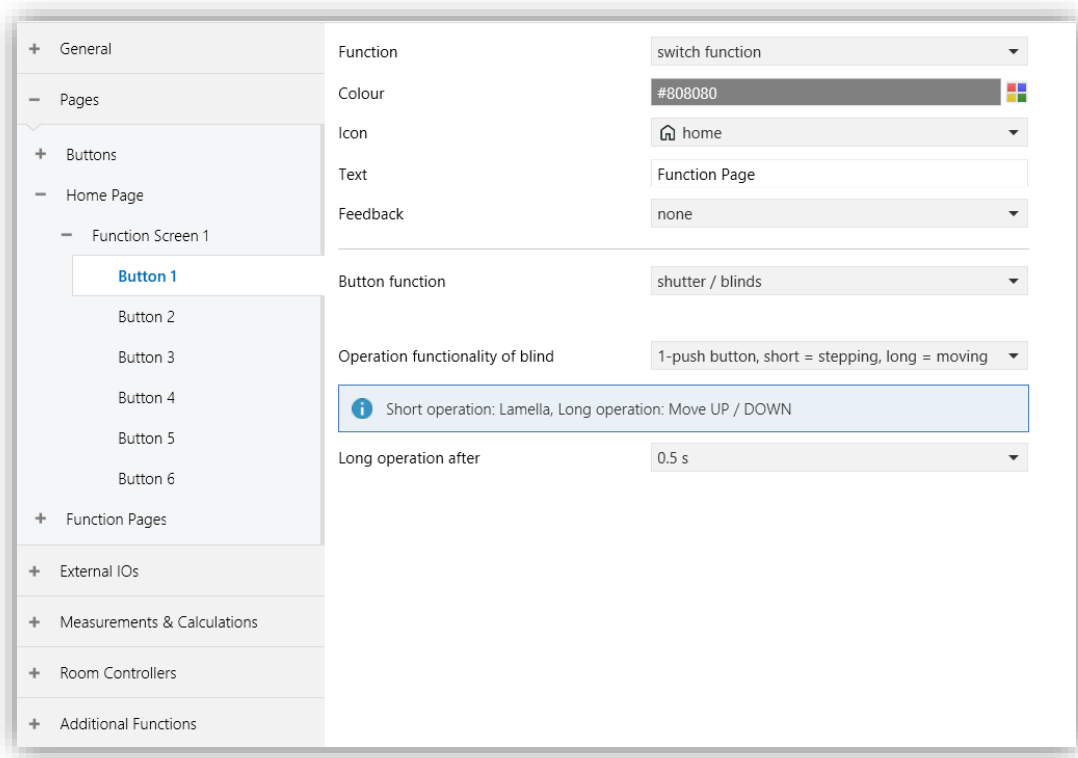 General
Pages
Buttons
Home Page
Function Screen 1
Button 1
Button 2
Button 3
Button 4
Button 5
Button 6
Function Pages
External IOs
Measurements & Calculations
Room Controllers
Additional Functions
Function switch function
Colour #808080
Icon home
Text Function Page
Feedback none
Button function shutter / blinds
Operation functionality of blind 1-push button, short = stepping, long = moving
Short operation: Lamella, Long operation: Move UP / DOWN
Long operation after 0.5 s